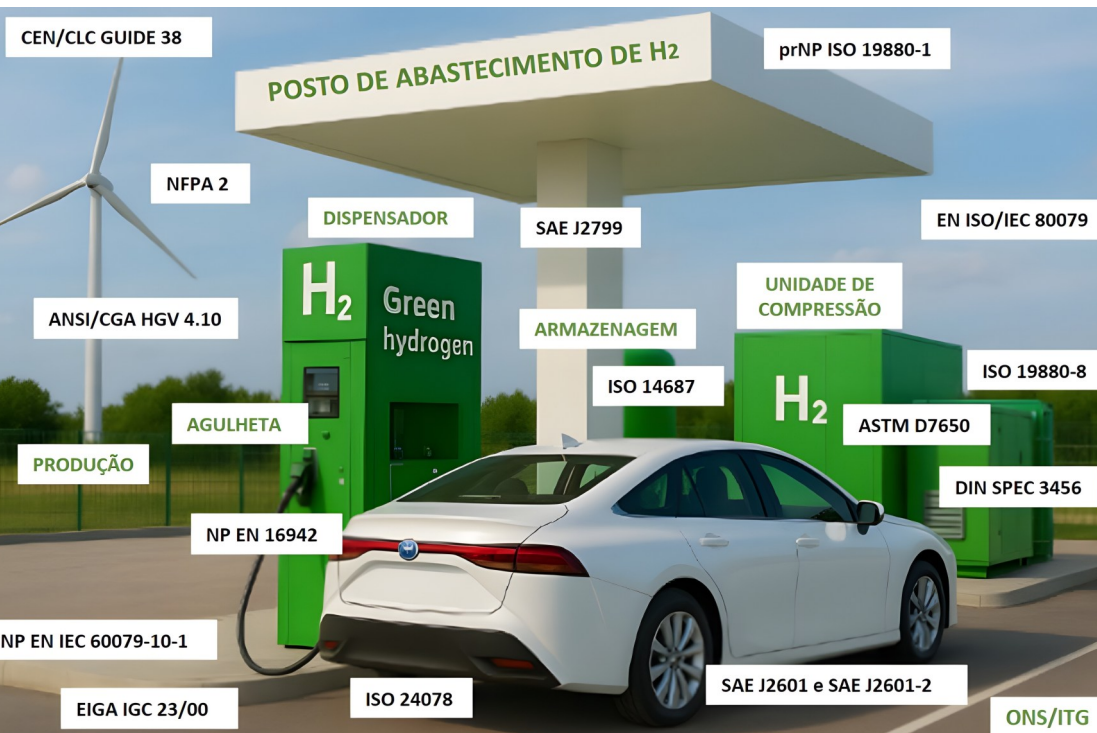 CEN/CLC GUIDE 38
POSTO DE ABASTECIMENTO DE H2
prNP ISO 19880-1
NFPA 2
DISPENSADOR
SAE J2799
EN ISO/IEC 80079
H2
Green
hydrogen
UNIDADE DE
COMPRESSÃO
ANSI/CGA HGV 4.10
ARMAZENAGEM
ISO 14687
ISO 19880-8
H2
AGULHETA
ASTM D7650
PRODUÇÃO
DIN SPEC 3456
NP EN 16942
NP EN IEC 60079-10-1
ISO 24078
SAE J2601 e SAE J2601-2
EIGA IGC 23/00
ONS/ITG